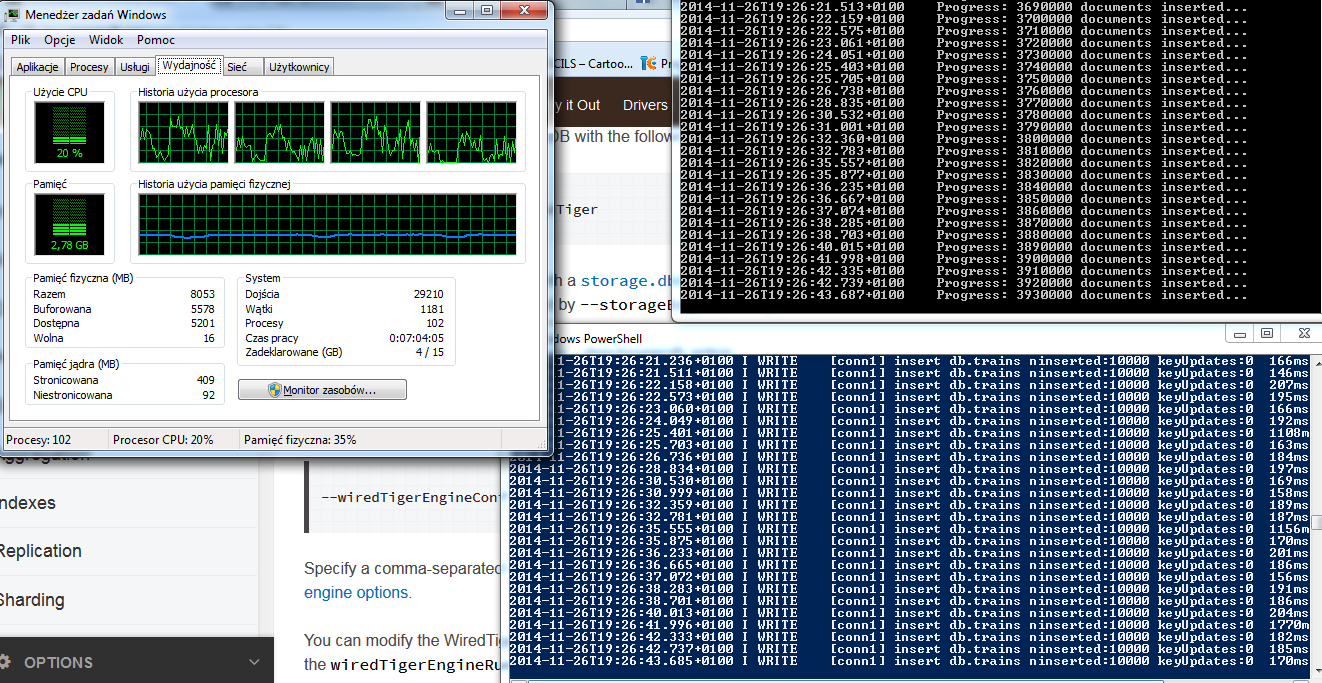 Menedżer zadań Windows
Plik Opcje Widok Pomoc
Aplikacje Procesy Usługi Wydajność Sieć Użytkownicy
Użycie CPU
20 %
Historia użycia procesora
Pamięć
2,78 GB
Historia użycia pamięci fizycznej
Pamięć fizyczna (MB)
Razem 8053
Buforowana 5578
Dostępna 5201
Wolna 16
Pamięć jądra (MB)
Stronicowana 409
Niestronicowana 92
System
Dojścia 29210
Wątki 1181
Procesy 102
Czas pracy 0:07:04:05
Zadeklarowane (GB) 4 / 15
Monitor zasobów...
Procesy: 102 Procesor CPU: 20% Pamięć fizyczna: 35%
CILS – Cartoo... Pr
y it Out Drivers
DB with the follow
Tiger
h a storage.db
by --storageE
2014-11-26T19:26:21.513+0100 Progress: 3690000 documents inserted...
2014-11-26T19:26:22.159+0100 Progress: 3700000 documents inserted...
2014-11-26T19:26:22.575+0100 Progress: 3710000 documents inserted...
2014-11-26T19:26:23.061+0100 Progress: 3720000 documents inserted...
2014-11-26T19:26:24.051+0100 Progress: 3730000 documents inserted...
2014-11-26T19:26:25.403+0100 Progress: 3740000 documents inserted...
2014-11-26T19:26:25.705+0100 Progress: 3750000 documents inserted...
2014-11-26T19:26:26.738+0100 Progress: 3760000 documents inserted...
2014-11-26T19:26:28.835+0100 Progress: 3770000 documents inserted...
2014-11-26T19:26:30.532+0100 Progress: 3780000 documents inserted...
2014-11-26T19:26:31.001+0100 Progress: 3790000 documents inserted...
2014-11-26T19:26:32.360+0100 Progress: 3800000 documents inserted...
2014-11-26T19:26:32.783+0100 Progress: 3810000 documents inserted...
2014-11-26T19:26:35.557+0100 Progress: 3820000 documents inserted...
2014-11-26T19:26:35.877+0100 Progress: 3830000 documents inserted...
2014-11-26T19:26:36.235+0100 Progress: 3840000 documents inserted...
2014-11-26T19:26:36.667+0100 Progress: 3850000 documents inserted...
2014-11-26T19:26:37.074+0100 Progress: 3860000 documents inserted...
2014-11-26T19:26:38.285+0100 Progress: 3870000 documents inserted...
2014-11-26T19:26:38.703+0100 Progress: 3880000 documents inserted...
2014-11-26T19:26:40.015+0100 Progress: 3890000 documents inserted...
2014-11-26T19:26:41.998+0100 Progress: 3900000 documents inserted...
2014-11-26T19:26:42.335+0100 Progress: 3910000 documents inserted...
2014-11-26T19:26:42.739+0100 Progress: 3920000 documents inserted...
2014-11-26T19:26:43.687+0100 Progress: 3930000 documents inserted...
dows PowerShell
2014-11-26T19:26:21.236+0100 I WRITE [conn1] insert db.trains ninserted:10000 keyUpdates:0 166ms
2014-11-26T19:26:21.511+0100 I WRITE [conn1] insert db.trains ninserted:10000 keyUpdates:0 146ms
2014-11-26T19:26:22.158+0100 I WRITE [conn1] insert db.trains ninserted:10000 keyUpdates:0 207ms
2014-11-26T19:26:22.573+0100 I WRITE [conn1] insert db.trains ninserted:10000 keyUpdates:0 195ms
2014-11-26T19:26:23.060+0100 I WRITE [conn1] insert db.trains ninserted:10000 keyUpdates:0 166ms
2014-11-26T19:26:24.049+0100 I WRITE [conn1] insert db.trains ninserted:10000 keyUpdates:0 192ms
2014-11-26T19:26:25.401+0100 I WRITE [conn1] insert db.trains ninserted:10000 keyUpdates:0 1108m
2014-11-26T19:26:25.703+0100 I WRITE [conn1] insert db.trains ninserted:10000 keyUpdates:0 163ms
2014-11-26T19:26:26.736+0100 I WRITE [conn1] insert db.trains ninserted:10000 keyUpdates:0 184ms
2014-11-26T19:26:28.834+0100 I WRITE [conn1] insert db.trains ninserted:10000 keyUpdates:0 197ms
2014-11-26T19:26:30.530+0100 I WRITE [conn1] insert db.trains ninserted:10000 keyUpdates:0 169ms
2014-11-26T19:26:30.999+0100 I WRITE [conn1] insert db.trains ninserted:10000 keyUpdates:0 158ms
2014-11-26T19:26:32.359+0100 I WRITE [conn1] insert db.trains ninserted:10000 keyUpdates:0 189ms
2014-11-26T19:26:32.781+0100 I WRITE [conn1] insert db.trains ninserted:10000 keyUpdates:0 187ms
2014-11-26T19:26:35.555+0100 I WRITE [conn1] insert db.trains ninserted:10000 keyUpdates:0 1156m
2014-11-26T19:26:35.875+0100 I WRITE [conn1] insert db.trains ninserted:10000 keyUpdates:0 170ms
2014-11-26T19:26:36.233+0100 I WRITE [conn1] insert db.trains ninserted:10000 keyUpdates:0 201ms
2014-11-26T19:26:36.665+0100 I WRITE [conn1] insert db.trains ninserted:10000 keyUpdates:0 186ms
2014-11-26T19:26:37.072+0100 I WRITE [conn1] insert db.trains ninserted:10000 keyUpdates:0 156ms
2014-11-26T19:26:38.283+0100 I WRITE [conn1] insert db.trains ninserted:10000 keyUpdates:0 191ms
2014-11-26T19:26:38.701+0100 I WRITE [conn1] insert db.trains ninserted:10000 keyUpdates:0 186ms
2014-11-26T19:26:40.013+0100 I WRITE [conn1] insert db.trains ninserted:10000 keyUpdates:0 204ms
2014-11-26T19:26:41.996+0100 I WRITE [conn1] insert db.trains ninserted:10000 keyUpdates:0 1770m
2014-11-26T19:26:42.333+0100 I WRITE [conn1] insert db.trains ninserted:10000 keyUpdates:0 182ms
2014-11-26T19:26:42.737+0100 I WRITE [conn1] insert db.trains ninserted:10000 keyUpdates:0 185ms
2014-11-26T19:26:43.685+0100 I WRITE [conn1] insert db.trains ninserted:10000 keyUpdates:0 170ms
ndexes
Replication
Sharding
OPTIONS
--wiredTigerEngineCon
Specify a comma-separated
engine options.
You can modify the WiredTig
the wiredTigerEngineRu